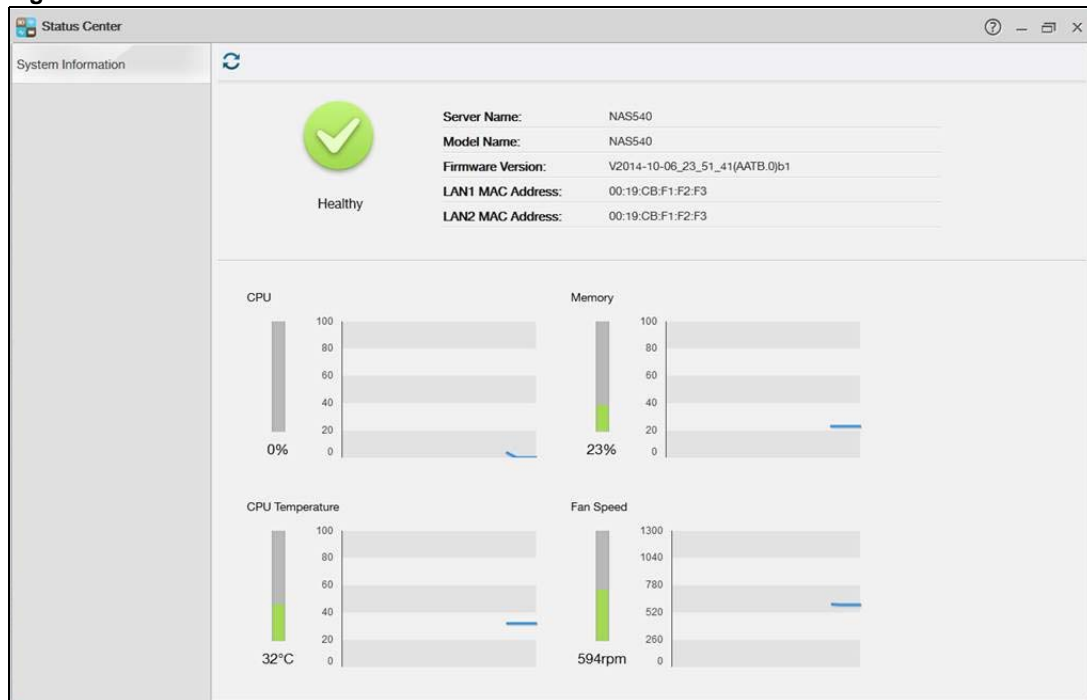 Status Center
System Information
Healthy
Server Name: NAS540
Model Name: NAS540
Firmware Version: V2014-10-06_23_51_41(AATB.0)b1
LAN1 MAC Address: 00:19:CB:F1:F2:F3
LAN2 MAC Address: 00:19:CB:F1:F2:F3
CPU
100
80
60
40
20
0
0%
Memory
100
80
60
40
20
0
23%
CPU Temperature
100
80
60
40
20
0
32°C
Fan Speed
1300
1040
780
520
260
0
594rpm